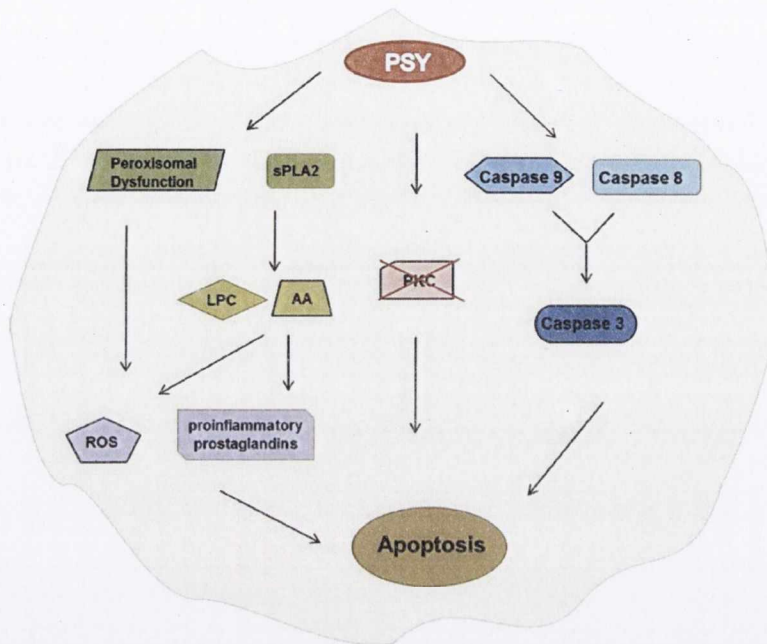 PSY
Peroxisomal
Dysfunction
sPLA2
Caspase 9
Caspase 8
LPC
AA
PKC
Caspase 3
ROS
proinflammatory
prostaglandins
Apoptosis